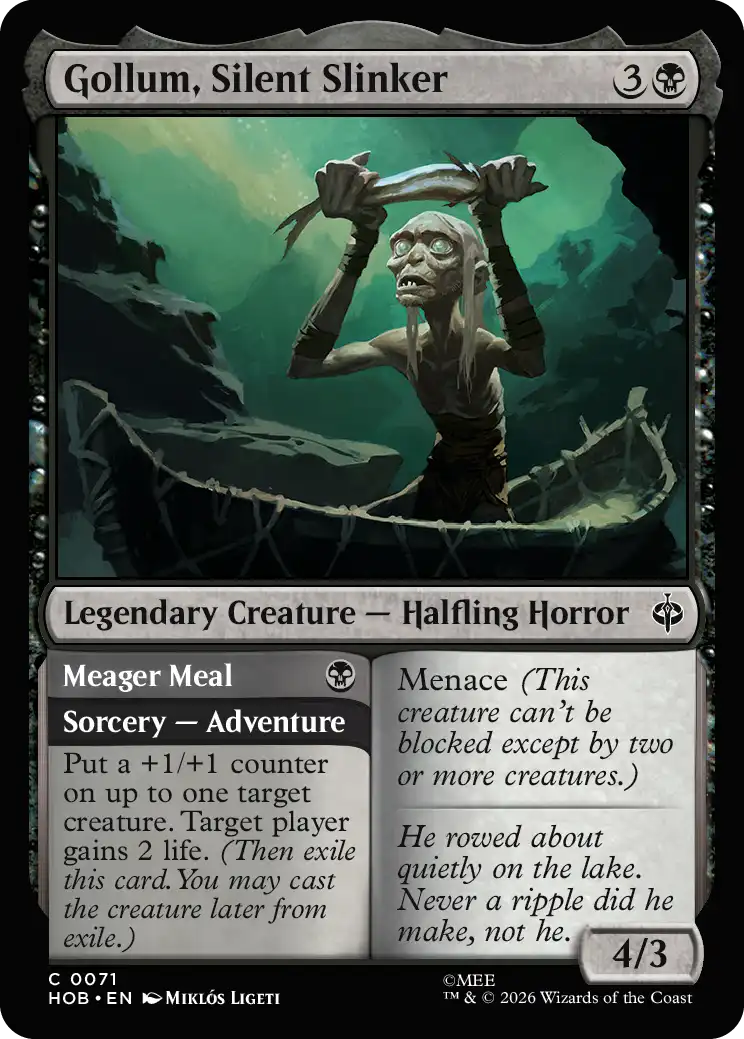 Gollum, Silent Slinker 3
Legendary Creature — Halfling Horror
Meager Meal
Sorcery — Adventure
Put a +1/+1 counter
on up to one target
creature. Target player
gains 2 life. (Then exile
this card. You may cast
the creature later from
exile.)
Menace (This
creature can't be
blocked except by two
or more creatures.)
He rowed about
quietly on the lake.
Never a ripple did he
make, not he.
4/3
C 0071
HOB • EN Miklós Ligeti
©MEE
™ & © 2026 Wizards of the Coast